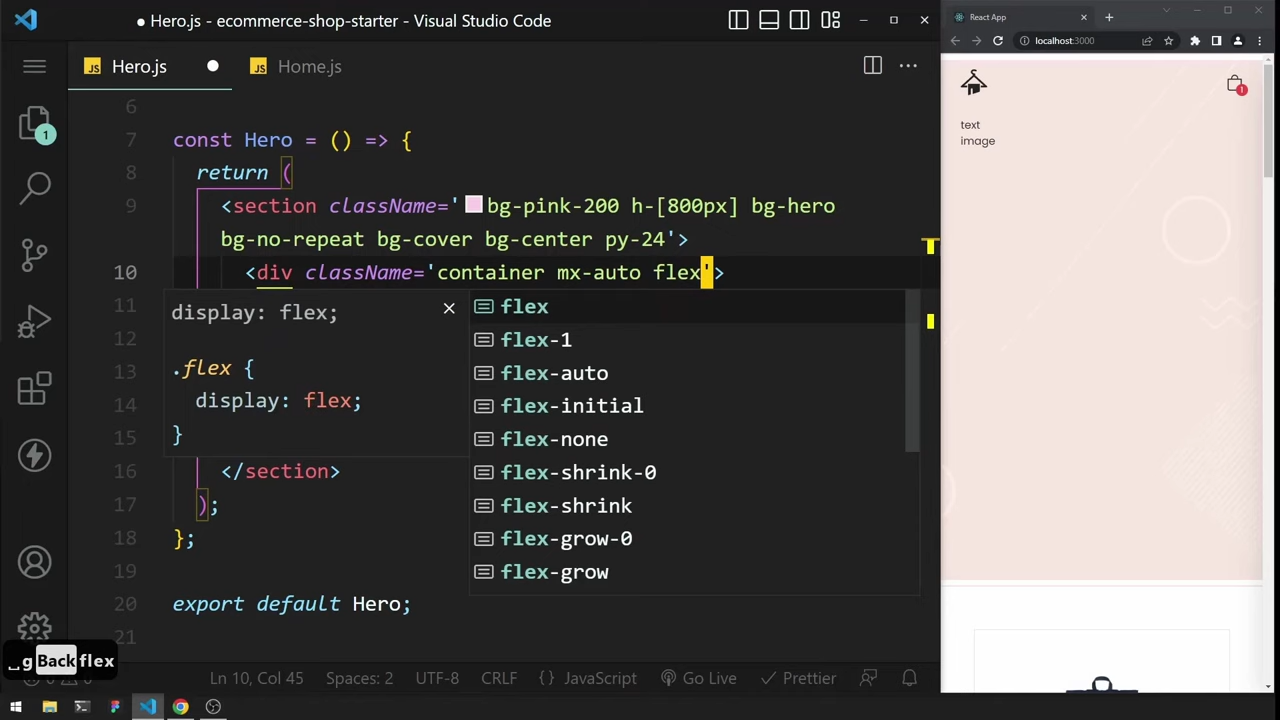 Hero.js - ecommerce-shop-starter - Visual Studio Code
React App
localhost:3000
JS Hero.js
JS Home.js
1
1
text
image
6
7 const Hero = () => {
8 return (
9 <section className='bg-pink-200 h-[800px] bg-hero
bg-no-repeat bg-cover bg-center py-24'>
10 <div className='container mx-auto flex'>
11
12
13
14
15
16 </section>
17 );
18 };
19
20 export default Hero;
21
display: flex;
.flex {
display: flex;
}
flex
flex-1
flex-auto
flex-initial
flex-none
flex-shrink-0
flex-shrink
flex-grow-0
flex-grow
␣g Back flex
Ln 10, Col 45
Spaces: 2
UTF-8
CRLF
{} JavaScript
Go Live
Prettier